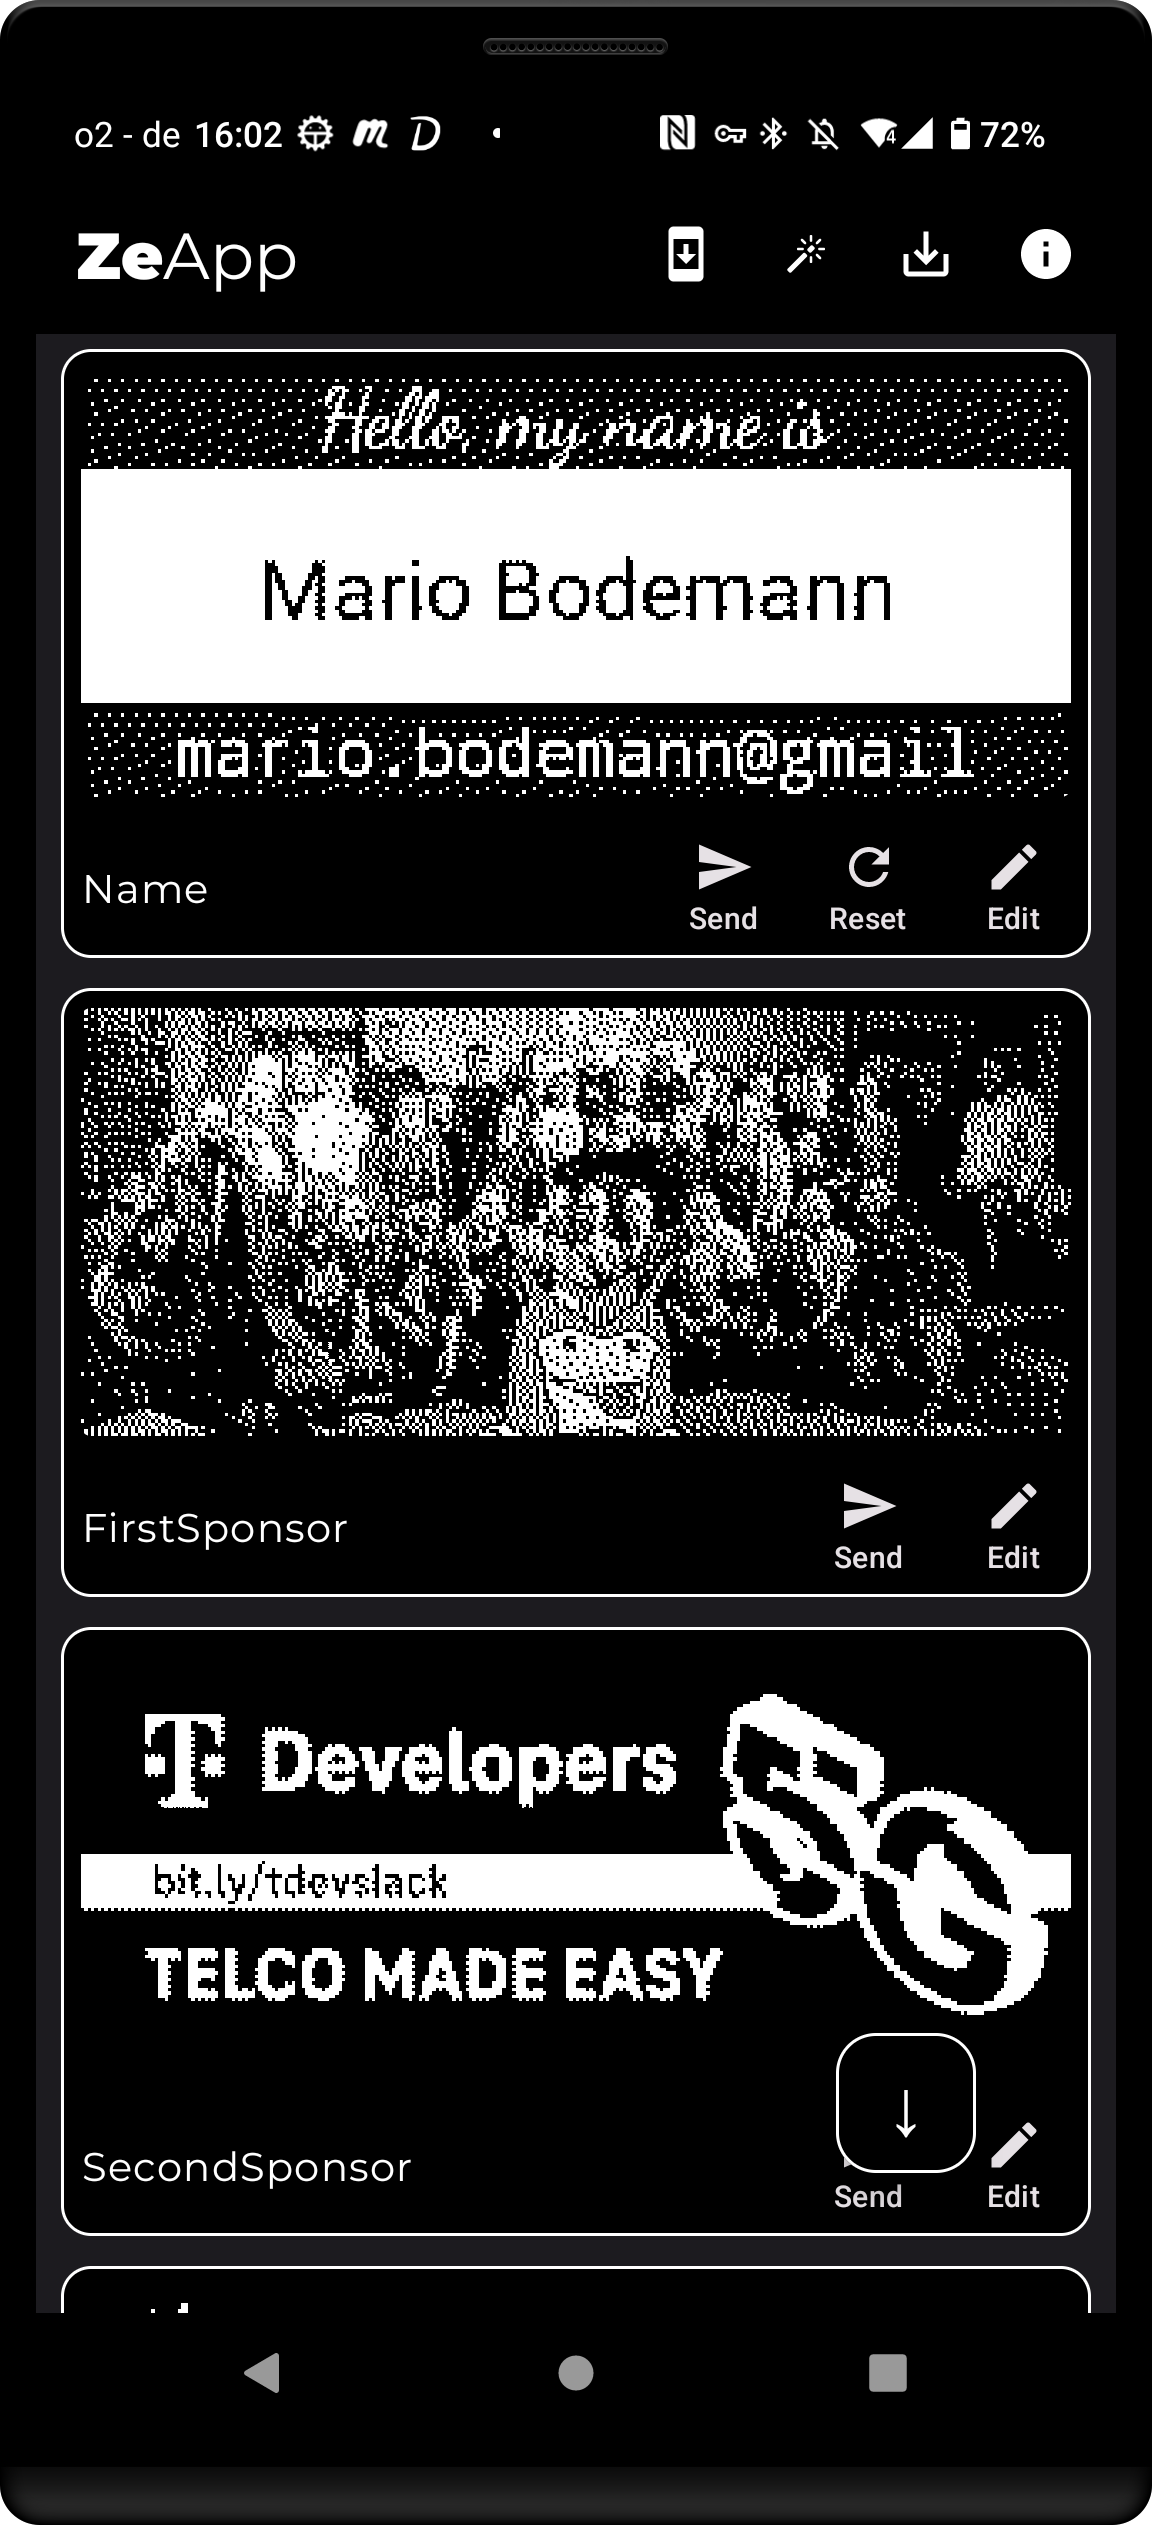 o2 - de 16:02 72%
ZeApp
Hello, my name is
Mario Bodemann
mario.bodemann@gmail
Name
Send Reset Edit
FirstSponsor
Send Edit
T Developers
bit.ly/tdevslack
TELCO MADE EASY
5G
SecondSponsor
Send Edit